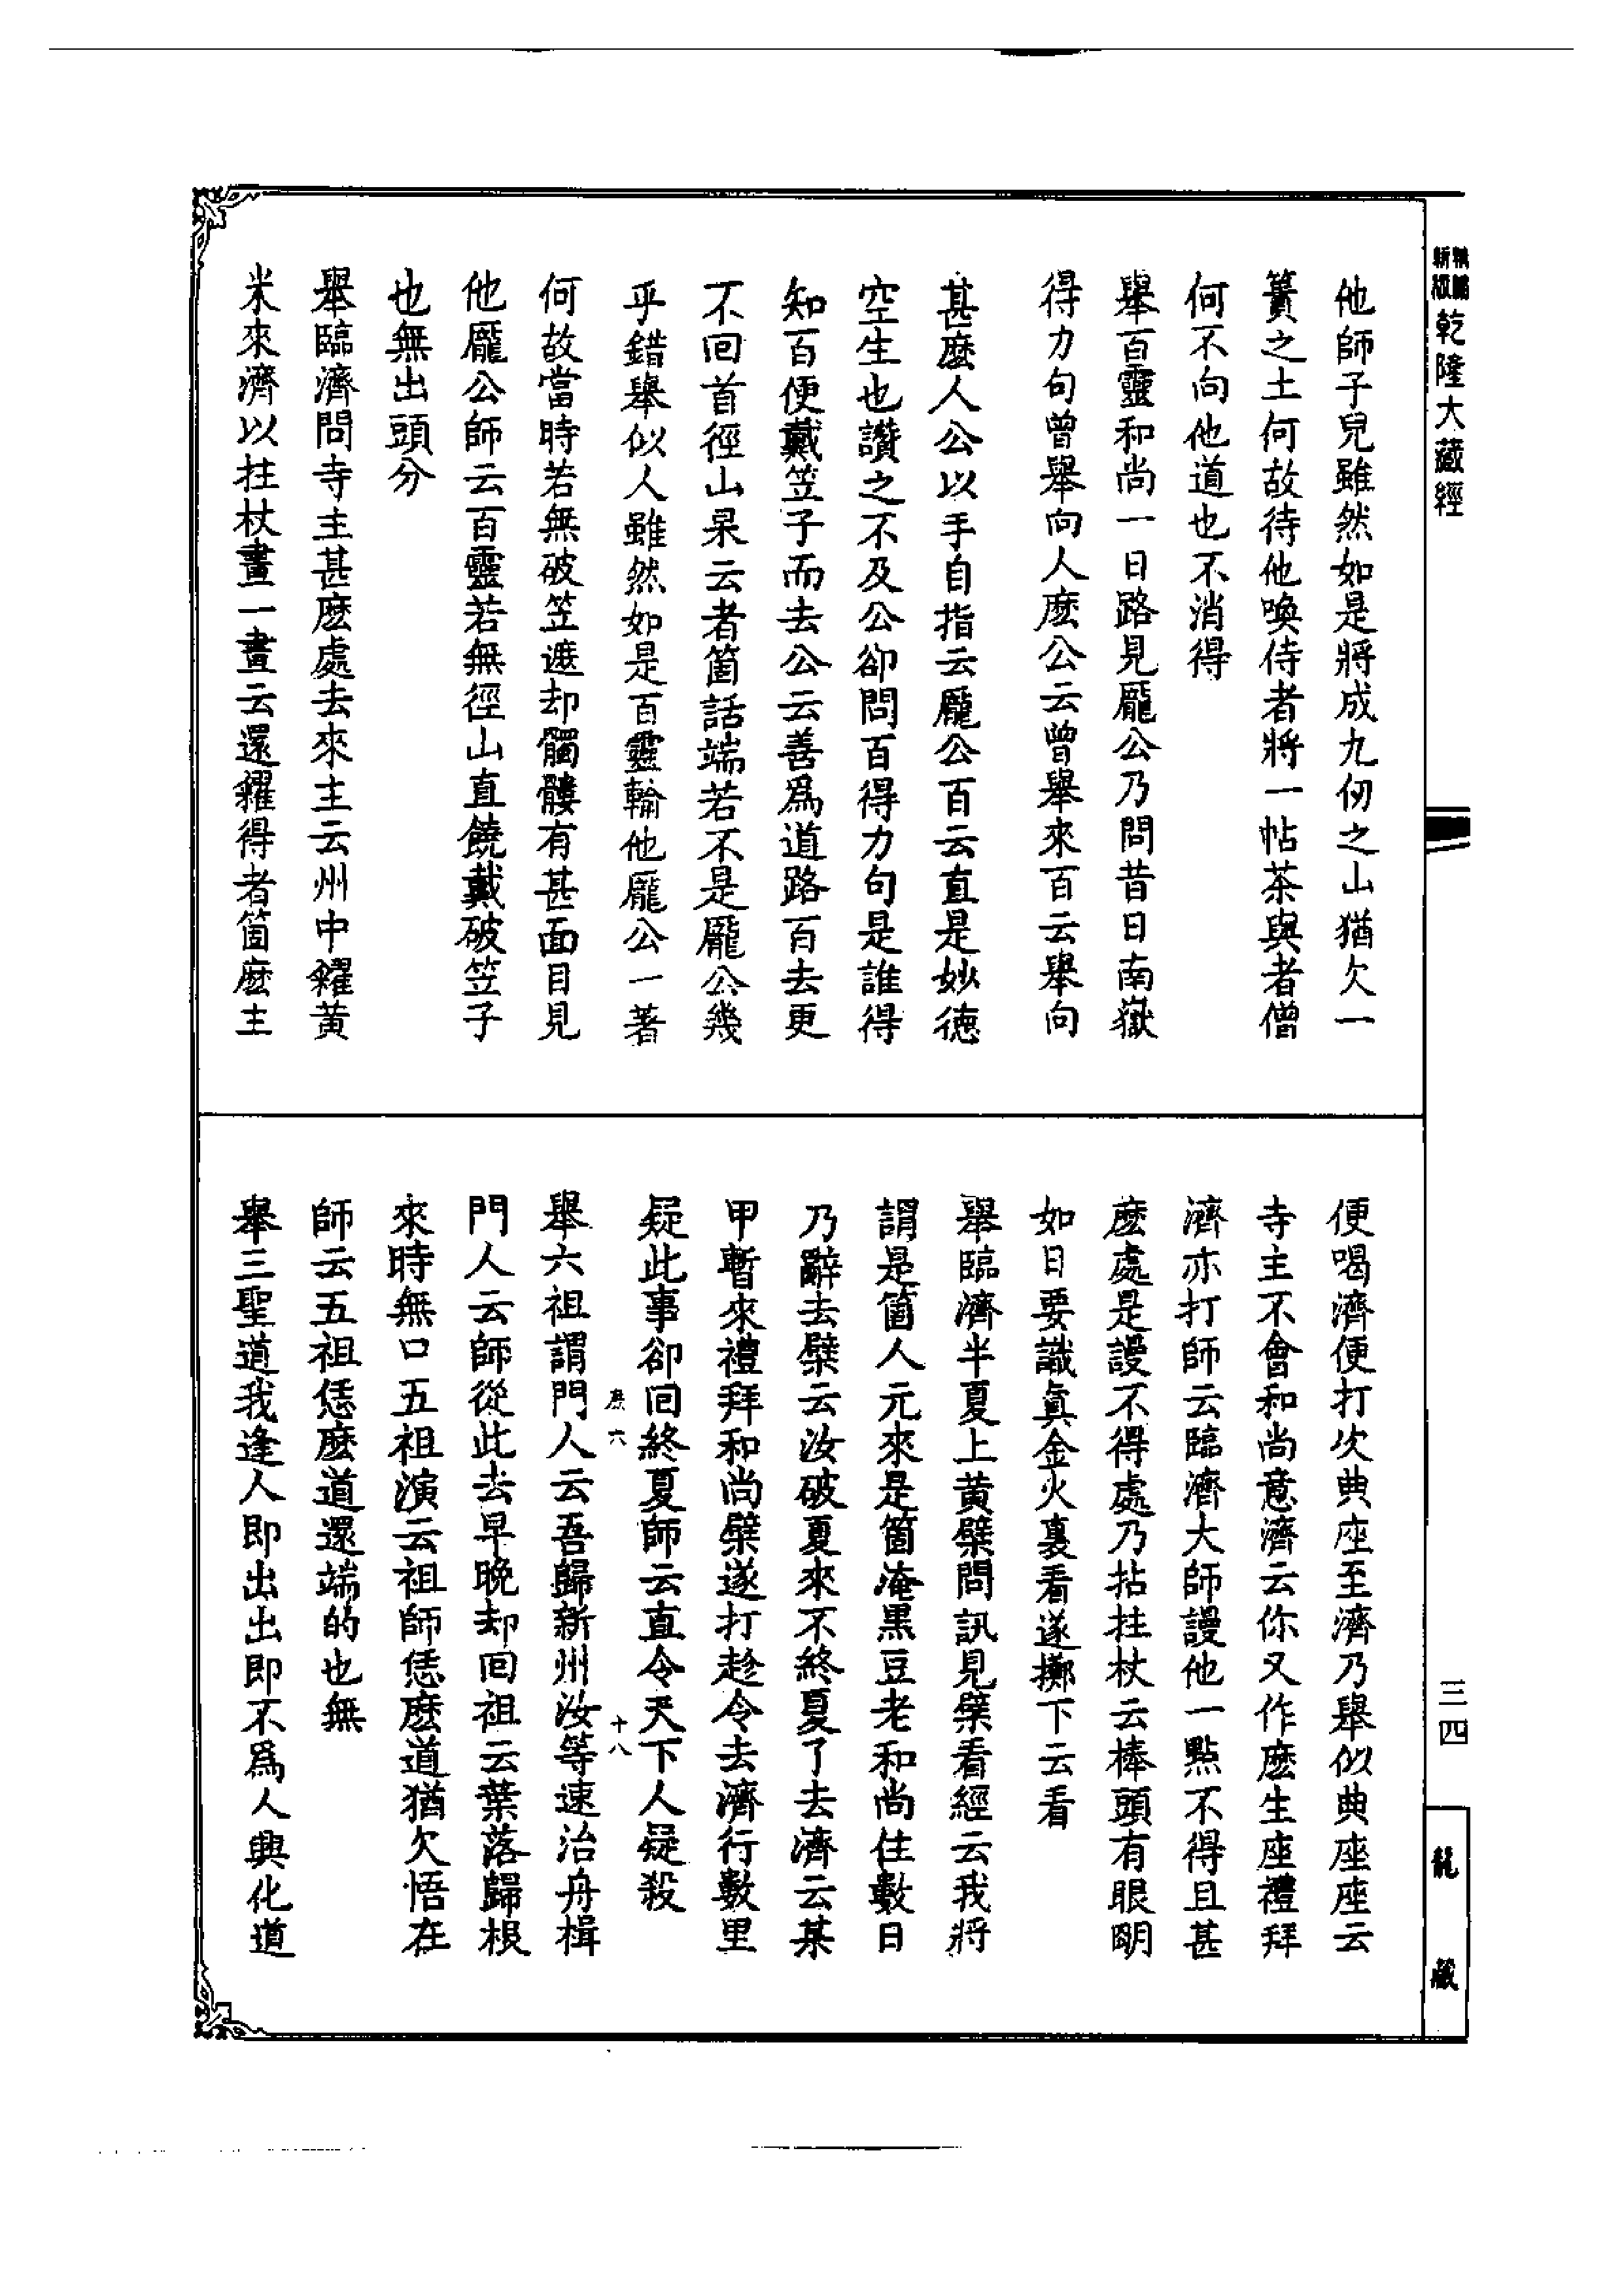 新編
縮版
乾隆大藏經
三四
龍藏
他師子兒雖然如是將成九仞之山猶欠一
簣之土何故待他喚侍者將一帖茶與者僧
何不向他道也不消得
舉百靈和尚一日路見龐公乃問昔日南嶽
得力句曾舉向人麽公云曾舉來百云舉向
甚麽人公以手自指云龐公百云直是妙德
空生也讚之不及公卻問百得力句是誰得
知百便戴笠子而去公云善爲道路百去更
不回首徑山杲云者箇話端若不是龐公幾
乎錯舉似人雖然如是百靈輸他龐公一著
何故當時若無破笠遮却髑髏有甚面目見
他龐公師云百靈若無徑山直饒戴破笠子
也無出頭分
舉臨濟問寺主甚麽處去來主云州中糶黃
米來濟以拄杖畫一畫云還糶得者箇麽主
便喝濟便打次典座至濟乃舉似典座座云
寺主不會和尚意濟云你又作麽生座禮拜
濟亦打師云臨濟大師謾他一點不得且甚
麽處是謾不得處乃拈拄杖云棒頭有眼明
如日要識眞金火裏看遂擲下云看
舉臨濟半夏上黃檗問訊見檗看經云我將
謂是箇人元來是箇淹黑豆老和尚住數日
乃辭去檗云汝破夏來不終夏了去濟云某
甲暫來禮拜和尚檗遂打趁令去濟行數里
疑此事卻回終夏師云直令天下人疑殺
舉六祖謂門人云吾歸新州汝等速治舟楫
門人云師從此去早晚却回祖云葉落歸根
來時無口五祖演云祖師恁麽道猶欠悟在
師云五祖恁麽道還端的也無
舉三聖道我逢人即出出即不爲人興化道
六
十八